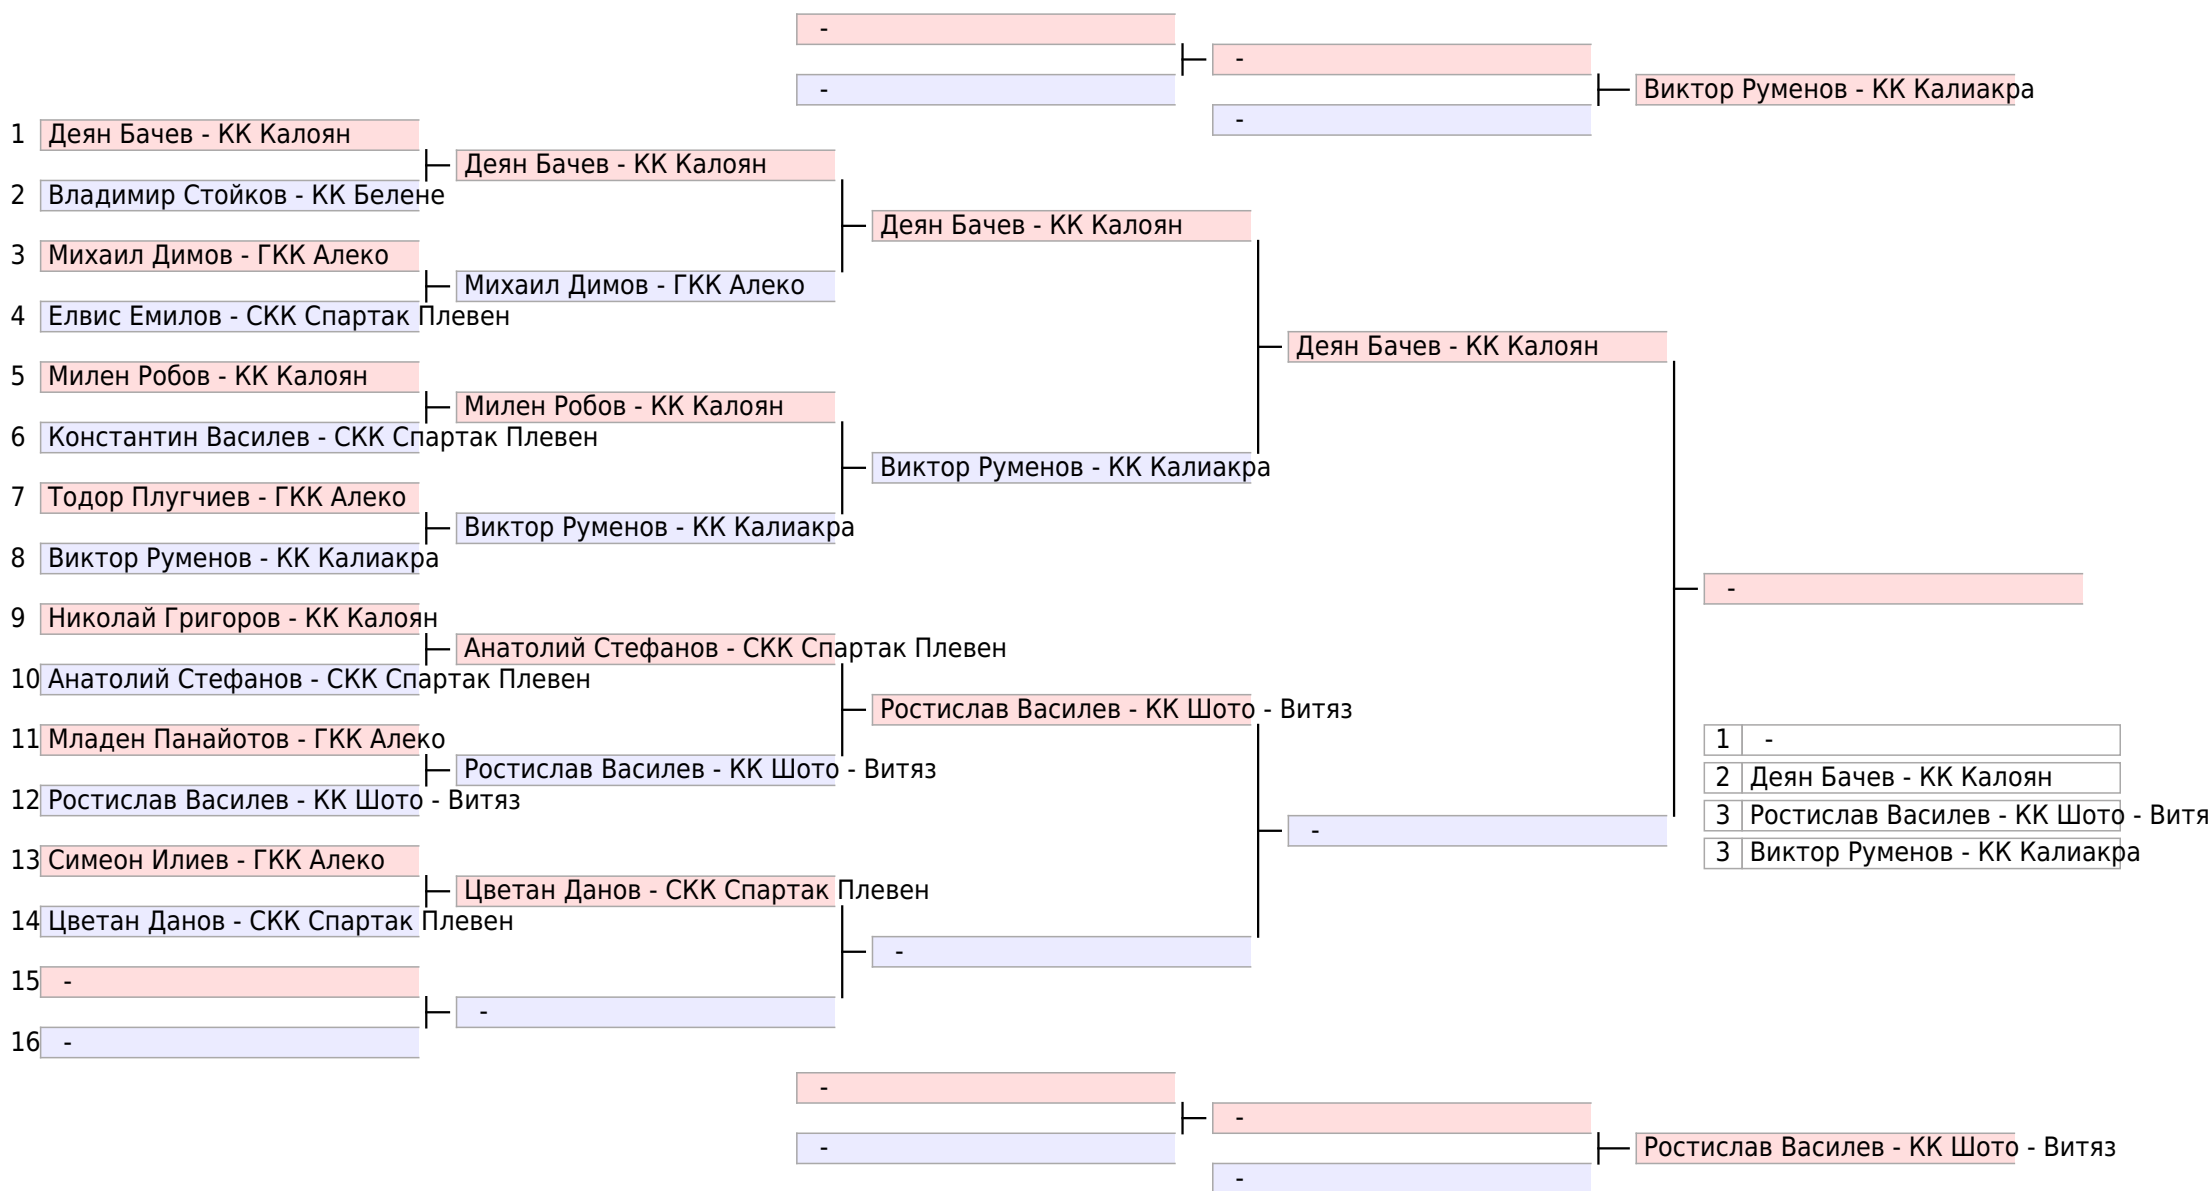 -
-
-
-
Виктор Руменов - КК Калиакра
-
1 Деян Бачев - КК Калоян
Деян Бачев - КК Калоян
2 Владимир Стойков - КК Белене
Деян Бачев - КК Калоян
3 Михаил Димов - ГКК Алеко
Михаил Димов - ГКК Алеко
4 Елвис Емилов - СКК Спартак Плевен
Деян Бачев - КК Калоян
5 Милен Робов - КК Калоян
Милен Робов - КК Калоян
6 Константин Василев - СКК Спартак Плевен
Виктор Руменов - КК Калиакра
7 Тодор Плугчиев - ГКК Алеко
Виктор Руменов - КК Калиакра
8 Виктор Руменов - КК Калиакра
-
9 Николай Григоров - КК Калоян
Анатолий Стефанов - СКК Спартак Плевен
10 Анатолий Стефанов - СКК Спартак Плевен
Ростислав Василев - КК Шото - Витяз
11 Младен Панайотов - ГКК Алеко
1 -
Ростислав Василев - КК Шото - Витяз
2 Деян Бачев - КК Калоян
12 Ростислав Василев - КК Шото - Витяз
3 Ростислав Василев - КК Шото - Витя
-
13 Симеон Илиев - ГКК Алеко
3 Виктор Руменов - КК Калиакра
Цветан Данов - СКК Спартак Плевен
14 Цветан Данов - СКК Спартак Плевен
-
15 -
-
16 -
-
-
-
Ростислав Василев - КК Шото - Витяз
-